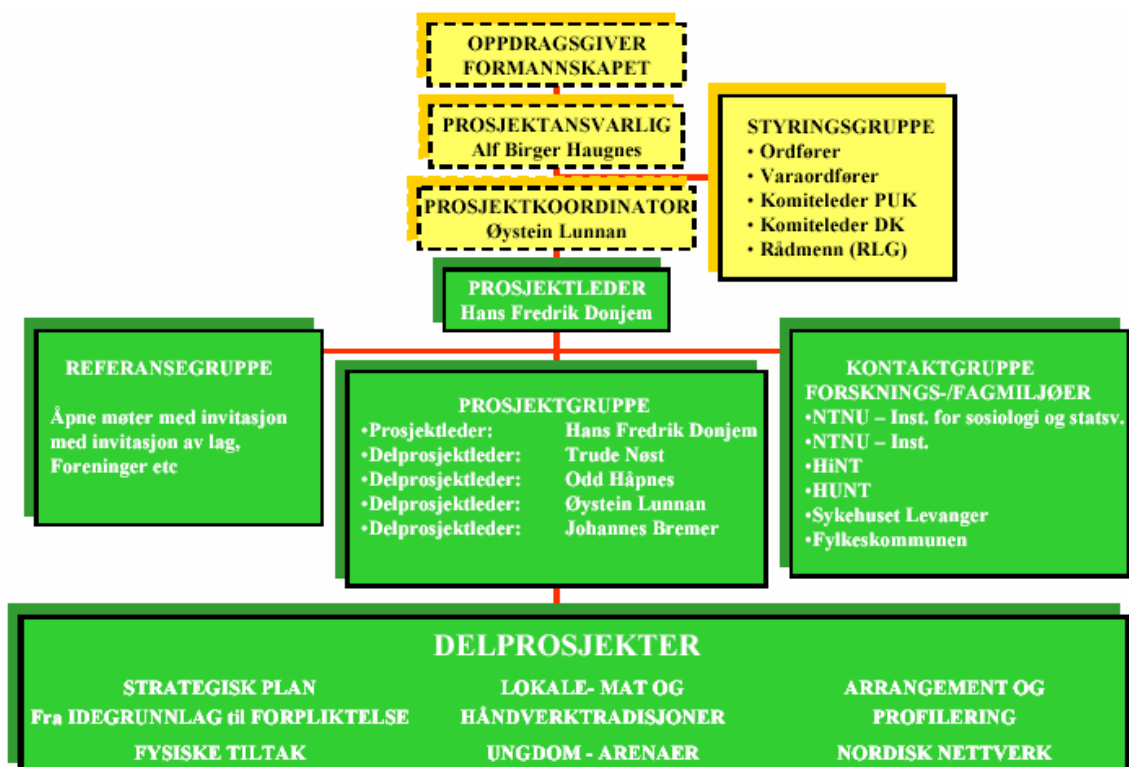 OPPDRAGSGIVER
FORMANNSKAPET
PROSJEKTANSVARLIG
Alf Birger Haugnes
PROSJEKTKOORDINATOR
Øystein Lunnan
STYRINGSGRUPPE
• Ordfører
• Varaordfører
• Komiteleder PUK
• Komiteleder DK
• Rådmenn (RLG)
PROSJEKTLEDER
Hans Fredrik Donjem
REFERANSEGRUPPE
Åpne møter med invitasjon
med invitasjon av lag,
Foreninger etc
PROSJEKTGRUPPE
•Prosjektleder: Hans Fredrik Donjem
•Delprosjektleder: Trude Nøst
•Delprosjektleder: Odd Håpnes
•Delprosjektleder: Øystein Lunnan
•Delprosjektleder: Johannes Bremer
KONTAKTGRUPPE
FORSKNINGS-/FAGMILJØER
•NTNU – Inst. for sosiologi og statsv.
•NTNU – Inst.
•HiNT
•HUNT
•Sykehuset Levanger
•Fylkeskommunen
DELPROSJEKTER
STRATEGISK PLAN
Fra IDEGRUNNLAG til FORPLIKTELSE
FYSISKE TILTAK
LOKALE- MAT OG
HÅNDVERKTRADISJONER
UNGDOM - ARENAER
ARRANGEMENT OG
PROFILERING
NORDISK NETTVERK